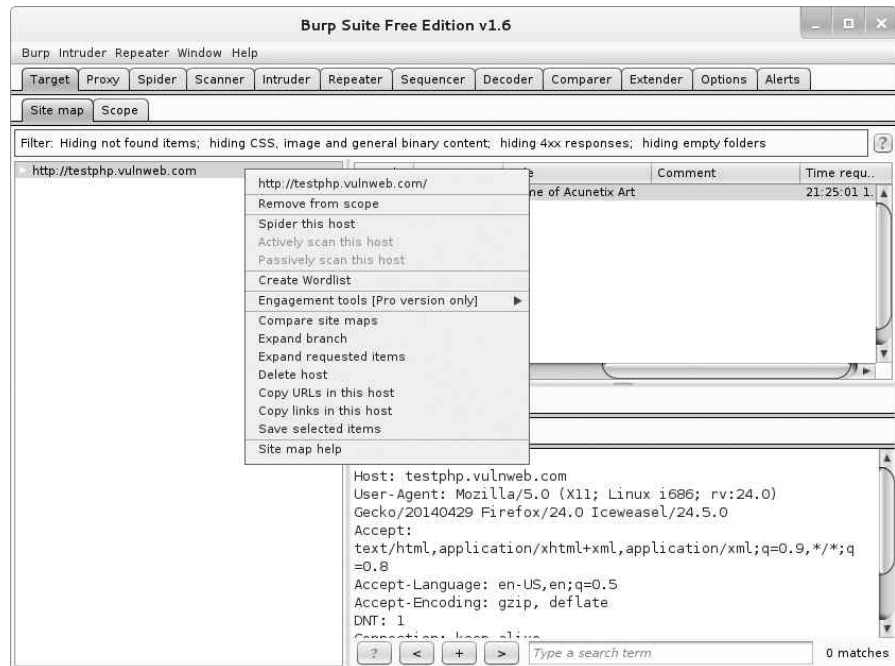 Burp Suite Free Edition v1.6
Burp Intruder Repeater Window Help
Target Proxy Spider Scanner Intruder Repeater Sequencer Decoder Comparer Extender Options Alerts
Site map Scope
Filter: Hiding not found items; hiding CSS, image and general binary content; hiding 4xx responses; hiding empty folders ?
http://testphp.vulnweb.com
Comment Time requ..
of Acunetix Art 21:25:01 1.
http://testphp.vulnweb.com/
Remove from scope
Spider this host
Actively scan this host
Passively scan this host
Create Wordlist
Engagement tools [Pro version only]
Compare site maps
Expand branch
Expand requested items
Delete host
Copy URLs in this host
Copy links in this host
Save selected items
Site map help
Host: testphp.vulnweb.com
User-Agent: Mozilla/5.0 (X11; Linux i686; rv:24.0)
Gecko/20140429 Firefox/24.0 Iceweasel/24.5.0
Accept:
text/html,application/xhtml+xml,application/xml;q=0.9,*/*;q
=0.8
Accept-Language: en-US,en;q=0.5
Accept-Encoding: gzip, deflate
DNT: 1
Connection: keep-alive
? < + > Type a search term 0 matches